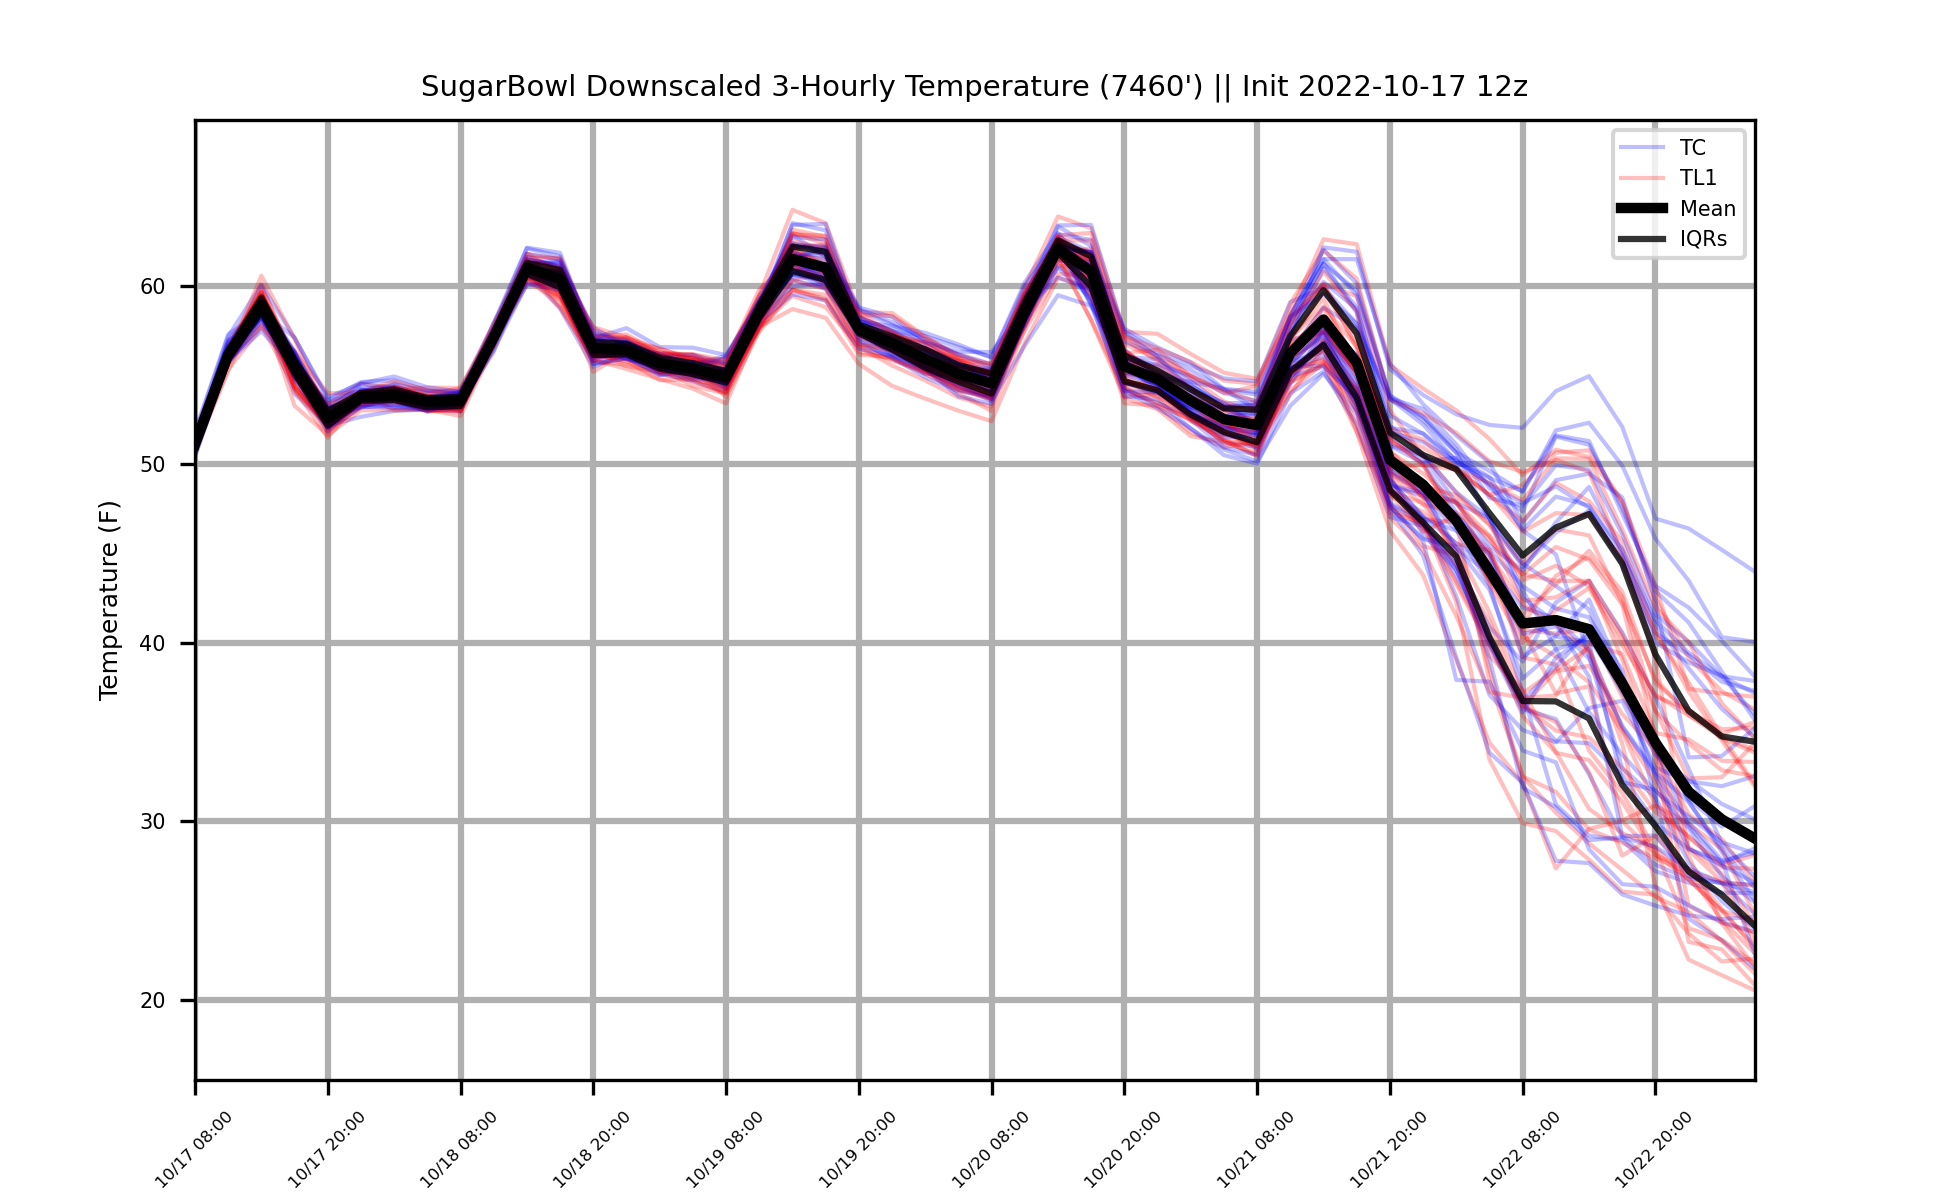 SugarBowl Downscaled 3-Hourly Temperature (7460') || Init 2022-10-17 12z
TC
TL1
Mean
IQRs
Temperature (F)
60
50
40
30
20
10/17 08:00
10/17 20:00
10/18 08:00
10/18 20:00
10/19 08:00
10/19 20:00
10/20 08:00
10/20 20:00
10/21 08:00
10/21 20:00
10/22 08:00
10/22 20:00